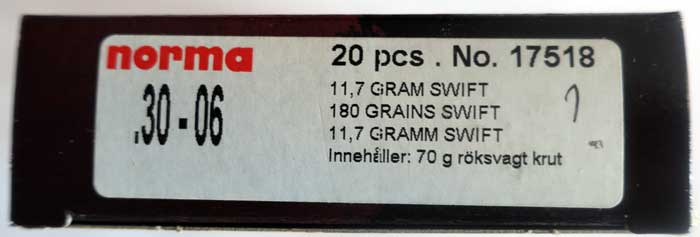 norma
.30-06
20 pcs . No. 17518
11,7 GRAM SWIFT
180 GRAINS SWIFT
11,7 GRAMM SWIFT
Innehåller: 70 g röksvagt krut